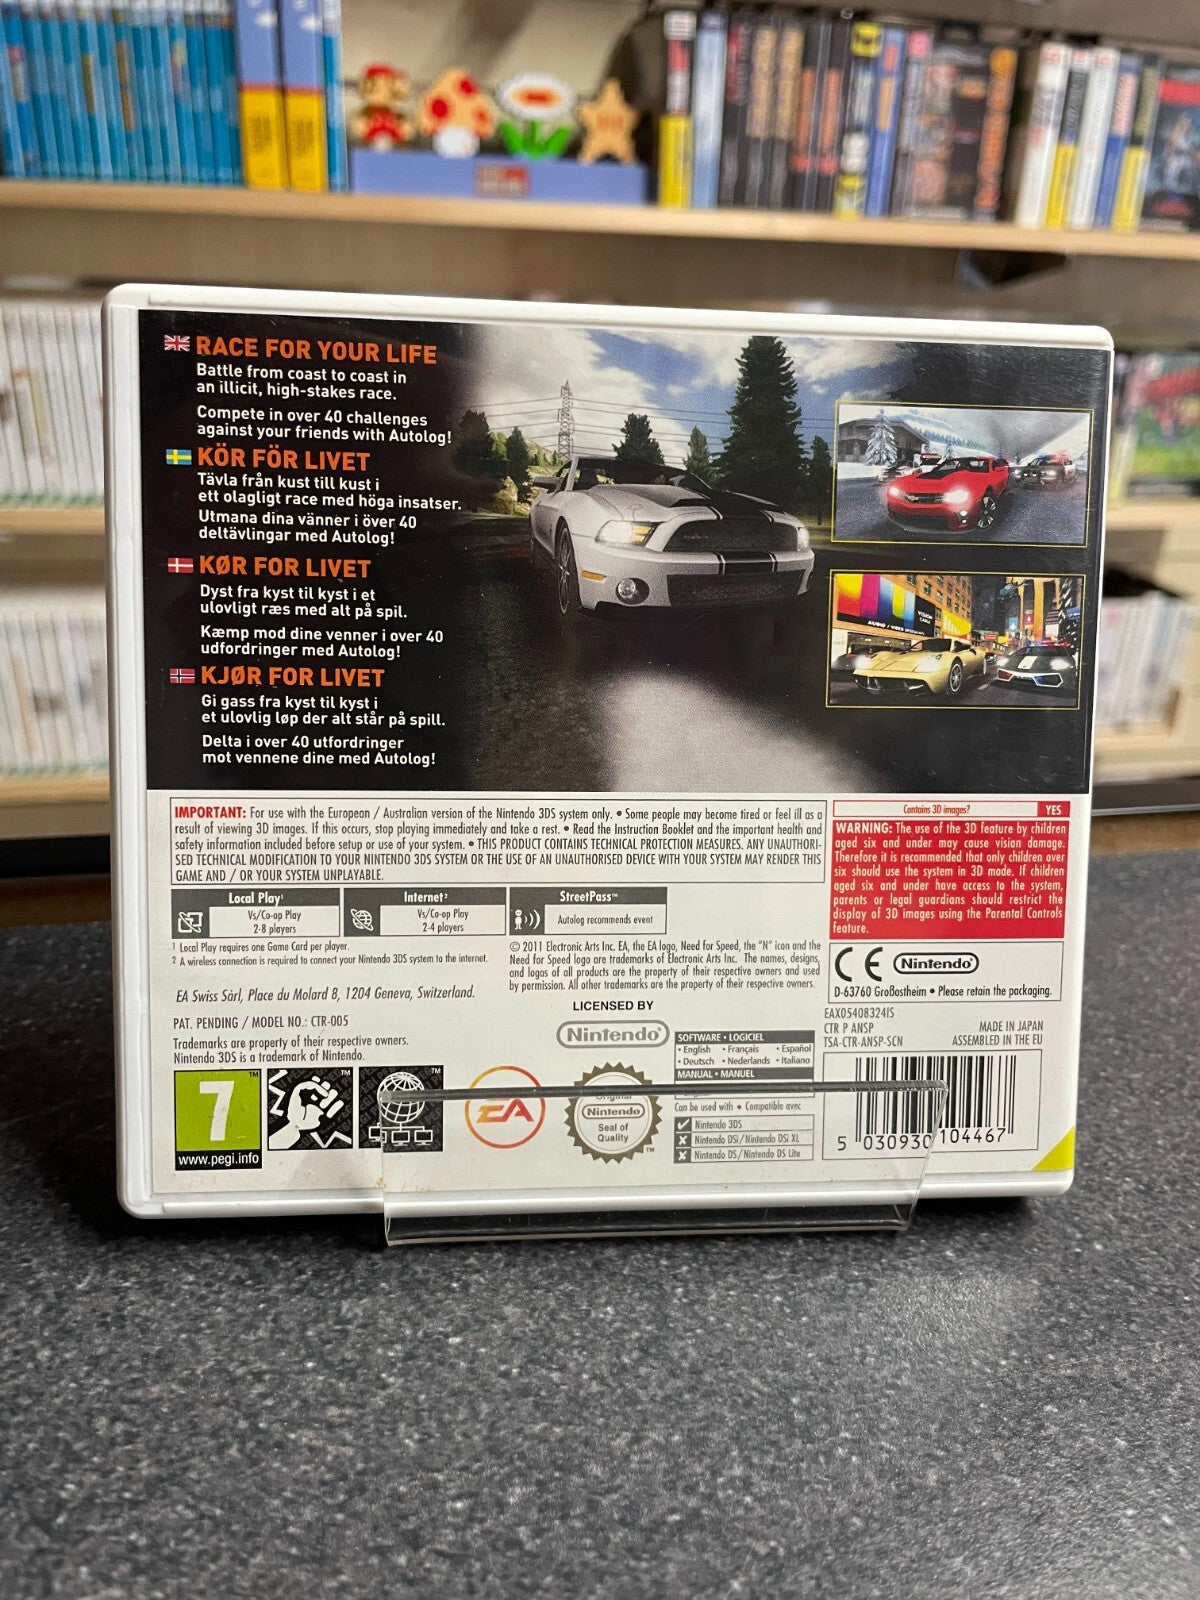 RACE FOR YOUR LIFE
Battle from coast to coast in
an illicit, high-stakes race.
Compete in over 40 challenges
against your friends with Autolog!
KÖR FÖR LIVET
Tävla från kust till kust i
ett olagligt race med höga insatser.
Utmana dina vänner i över 40
deltävlingar med Autolog!
KØR FOR LIVET
Dyst fra kyst til kyst i et
ulovligt ræs med alt på spil.
Kæmp mod dine venner i over 40
udfordringer med Autolog!
KJØR FOR LIVET
Gi gass fra kyst til kyst i
et ulovlig løp der alt står på spill.
Delta i over 40 utfordringer
mot vennene dine med Autolog!
IMPORTANT: For use with the European / Australian version of the Nintendo 3DS system only. • Some people may become tired or feel ill as a
result of viewing 3D images. If this occurs, stop playing immediately and take a rest. • Read the Instruction Booklet and the important health and
safety information included before setup or use of your system. • THIS PRODUCT CONTAINS TECHNICAL PROTECTION MEASURES. ANY UNAUTHORI-
SED TECHNICAL MODIFICATION TO YOUR NINTENDO 3DS SYSTEM OR THE USE OF AN UNAUTHORISED DEVICE WITH YOUR SYSTEM MAY RENDER THIS
GAME AND / OR YOUR SYSTEM UNPLAYABLE.
Contains 3D images? YES
WARNING: The use of the 3D feature by children
aged six and under may cause vision damage.
Therefore it is recommended that only children over
six should use the system in 3D mode. If children
aged six and under have access to the system,
parents or legal guardians should restrict the
display of 3D images using the Parental Controls
feature.
Local Play¹
Vs/Co-op Play
2-8 players
Internet²
Vs/Co-op Play
2-4 players
StreetPass™
Autolog recommends event
¹ Local Play requires one Game Card per player.
² A wireless connection is required to connect your Nintendo 3DS system to the internet.
© 2011 Electronic Arts Inc. EA, the EA logo, Need for Speed, the "N" icon and the
Need for Speed logo are trademarks of Electronic Arts Inc. The names, designs,
and logos of all products are the property of their respective owners and used
by permission. All other trademarks are the property of their respective owners.
CE Nintendo
D-63760 Großostheim • Please retain the packaging.
EA Swiss Sàrl, Place du Molard 8, 1204 Geneva, Switzerland.
PAT. PENDING / MODEL NO.: CTR-005
Trademarks are property of their respective owners.
Nintendo 3DS is a trademark of Nintendo.
LICENSED BY
Nintendo
SOFTWARE • LOGICIEL
• English • Français • Español
• Deutsch • Nederlands • Italiano
MANUAL • MANUEL
Can be used with • Compatible avec
Nintendo 3DS
Nintendo DSi/Nintendo DSi XL
Nintendo DS/Nintendo DS Lite
EAX05408324IS
CTR P ANSP
TSA-CTR-ANSP-SCN
MADE IN JAPAN
ASSEMBLED IN THE EU
5 030930 104467
7
www.pegi.info
EA
Original
Nintendo
Seal of
Quality